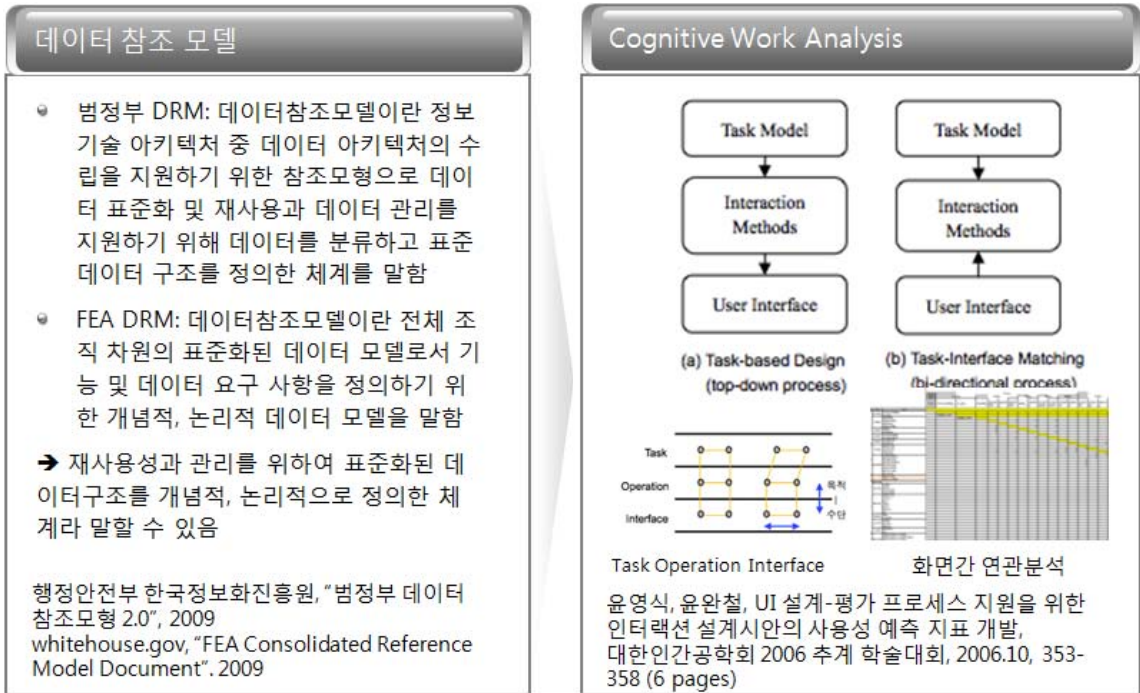 데이터 참조 모델
범정부 DRM: 데이터참조모델이란 정보
기술 아키텍처 중 데이터 아키텍처의 수
립을 지원하기 위한 참조모형으로 데이
터 표준화 및 재사용과 데이터 관리를
지원하기 위해 데이터를 분류하고 표준
데이터 구조를 정의한 체계를 말함
FEA DRM: 데이터참조모델이란 전체 조
직 차원의 표준화된 데이터 모델로서 기
능 및 데이터 요구 사항을 정의하기 위
한 개념적, 논리적 데이터 모델을 말함
➔ 재사용성과 관리를 위하여 표준화된 데
이터구조를 개념적, 논리적으로 정의한 체
계라 말할 수 있음
행정안전부 한국정보화진흥원, "범정부 데이터
참조모형 2.0", 2009
whitehouse.gov, "FEA Consolidated Reference
Model Document". 2009
Cognitive Work Analysis
Task Model
Interaction
Methods
User Interface
(a) Task-based Design
(top-down process)
Task Model
Interaction
Methods
User Interface
(b) Task-Interface Matching
(bi-directional process)
Task
Operation
Interface
목적
수단
Task Operation Interface
화면간 연관분석
윤영식, 윤완철, UI 설계-평가 프로세스 지원을 위한
인터랙션 설계시안의 사용성 예측 지표 개발,
대한인간공학회 2006 추계 학술대회, 2006.10, 353-
358 (6 pages)